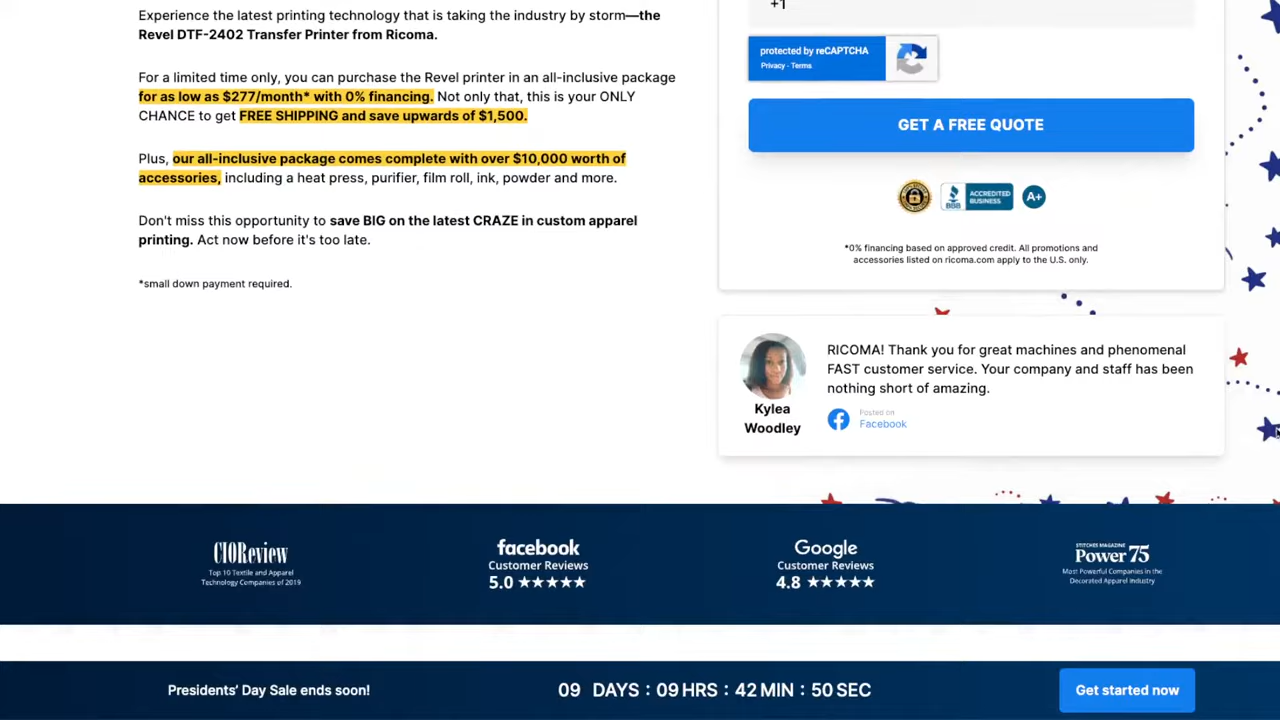 Experience the latest printing technology that is taking the industry by storm—the
Revel DTF-2402 Transfer Printer from Ricoma.
For a limited time only, you can purchase the Revel printer in an all-inclusive package
for as low as $277/month* with 0% financing. Not only that, this is your ONLY
CHANCE to get FREE SHIPPING and save upwards of $1,500.
Plus, our all-inclusive package comes complete with over $10,000 worth of
accessories, including a heat press, purifier, film roll, ink, powder and more.
Don't miss this opportunity to save BIG on the latest CRAZE in custom apparel
printing. Act now before it's too late.
*small down payment required.
+1
protected by reCAPTCHA
Privacy - Terms
GET A FREE QUOTE
BBB
ACCREDITED
BUSINESS
A+
*0% financing based on approved credit. All promotions and
accessories listed on ricoma.com apply to the U.S. only.
RICOMA! Thank you for great machines and phenomenal
FAST customer service. Your company and staff has been
nothing short of amazing.
Kylea
Woodley
Posted on
Facebook
CIOReview
Top 10 Textile and Apparel
Technology Companies of 2019
facebook
Customer Reviews
5.0 ★★★★★
Google
Customer Reviews
4.8 ★★★★★
STITCHES MAGAZINE
Power 75
Most Powerful Companies in the
Decorated Apparel Industry
Presidents’ Day Sale ends soon!
09 DAYS : 09 HRS : 42 MIN : 50 SEC
Get started now